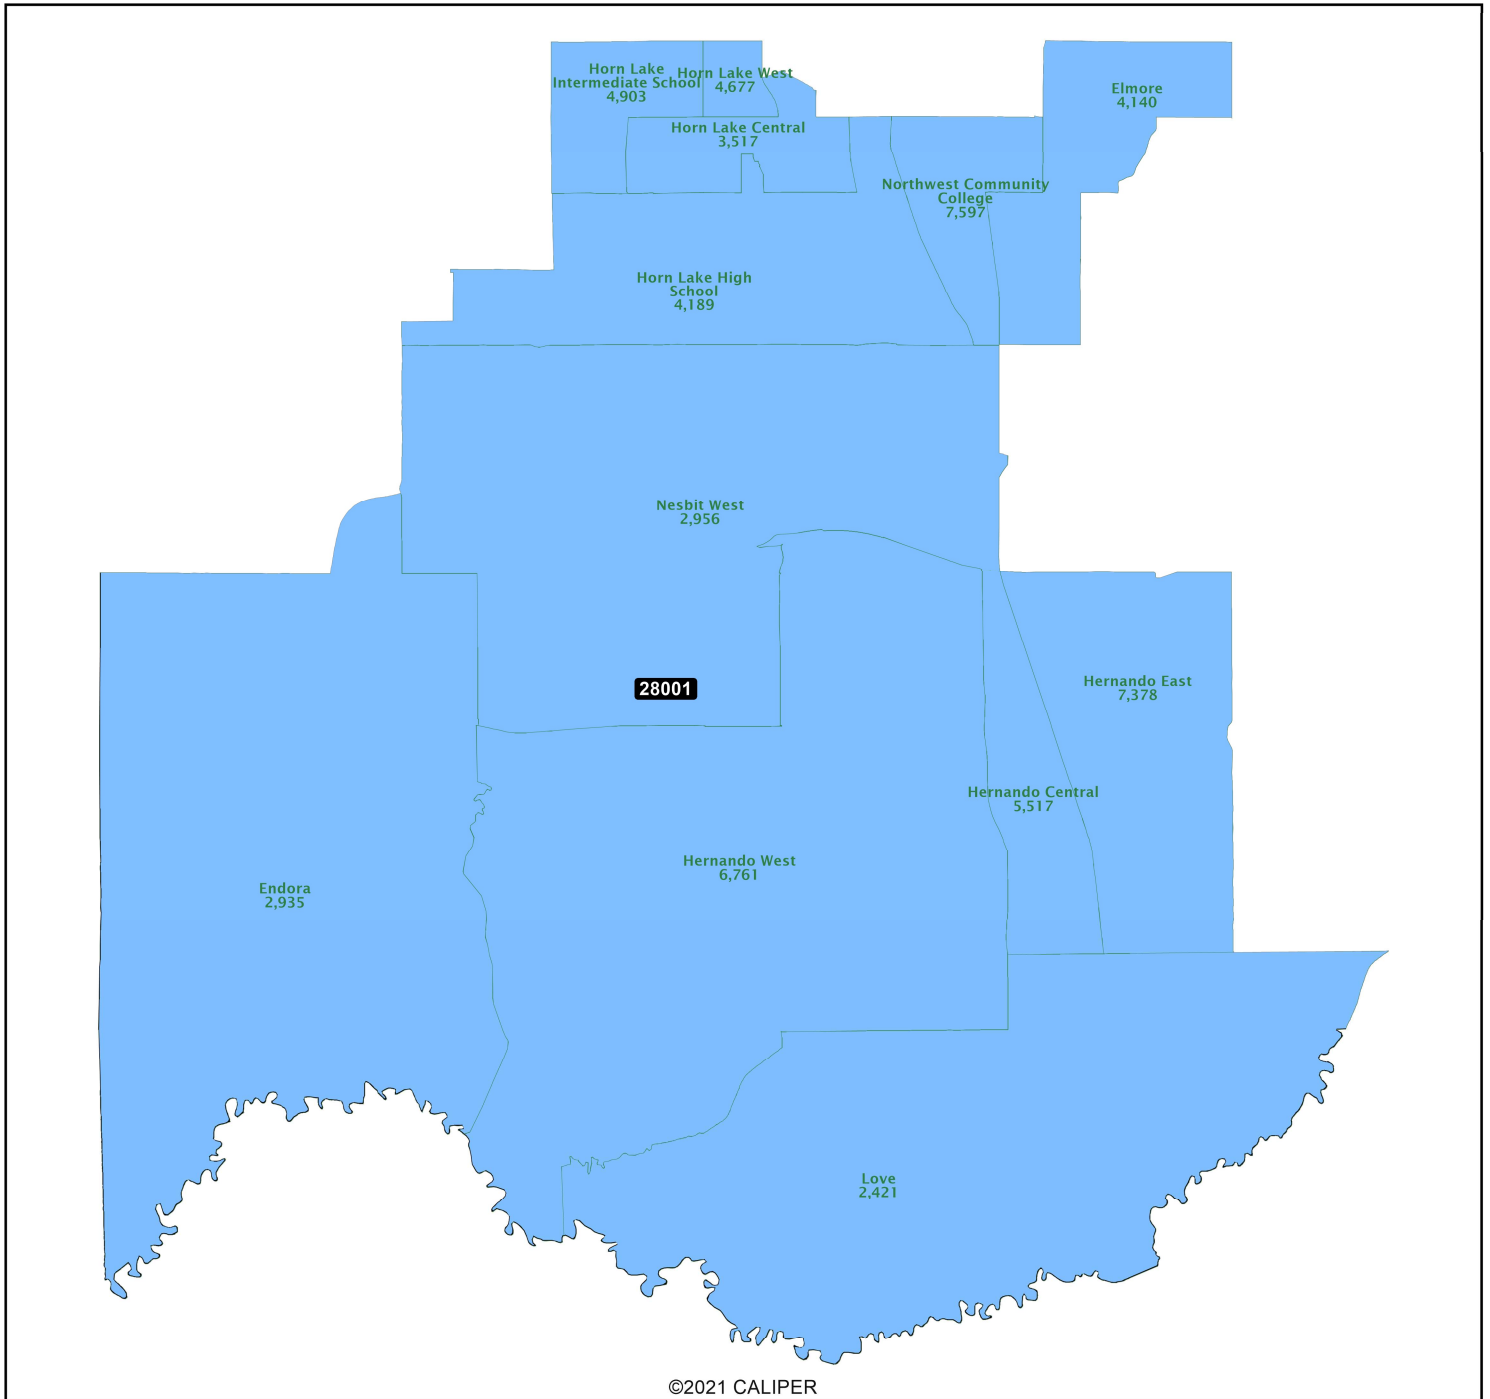 Horn Lake
Intermediate School
4,903
Horn Lake West
4,677
Elmore
4,140
Horn Lake Central
3,517
Northwest Community
College
7,597
Horn Lake High
School
4,189
Nesbit West
2,956
Hernando East
7,378
28001
Hernando Central
5,517
Hernando West
6,761
Endora
2,935
Love
2,421
©2021 CALIPER